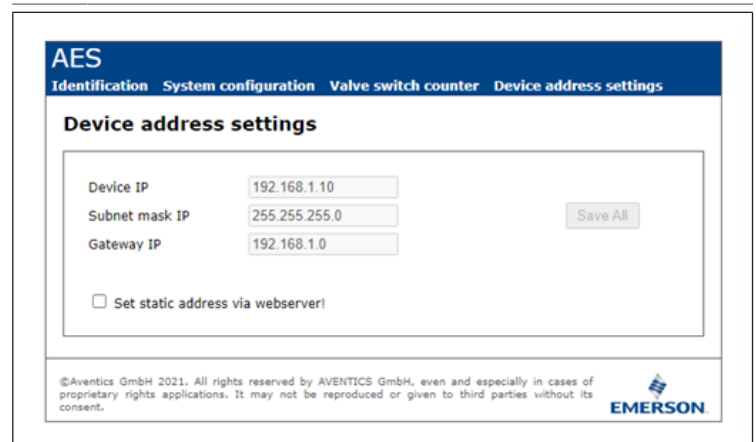 AES
Identification System configuration Valve switch counter Device address settings
Device address settings
Device IP 192.168.1.10
Subnet mask IP 255.255.255.0 Save All
Gateway IP 192.168.1.0
Set static address via webserver!
©Aventics GmbH 2021. All rights reserved by AVENTICS GmbH, even and especially in cases of
proprietary rights applications. It may not be reproduced or given to third parties without its
consent.
EMERSON.